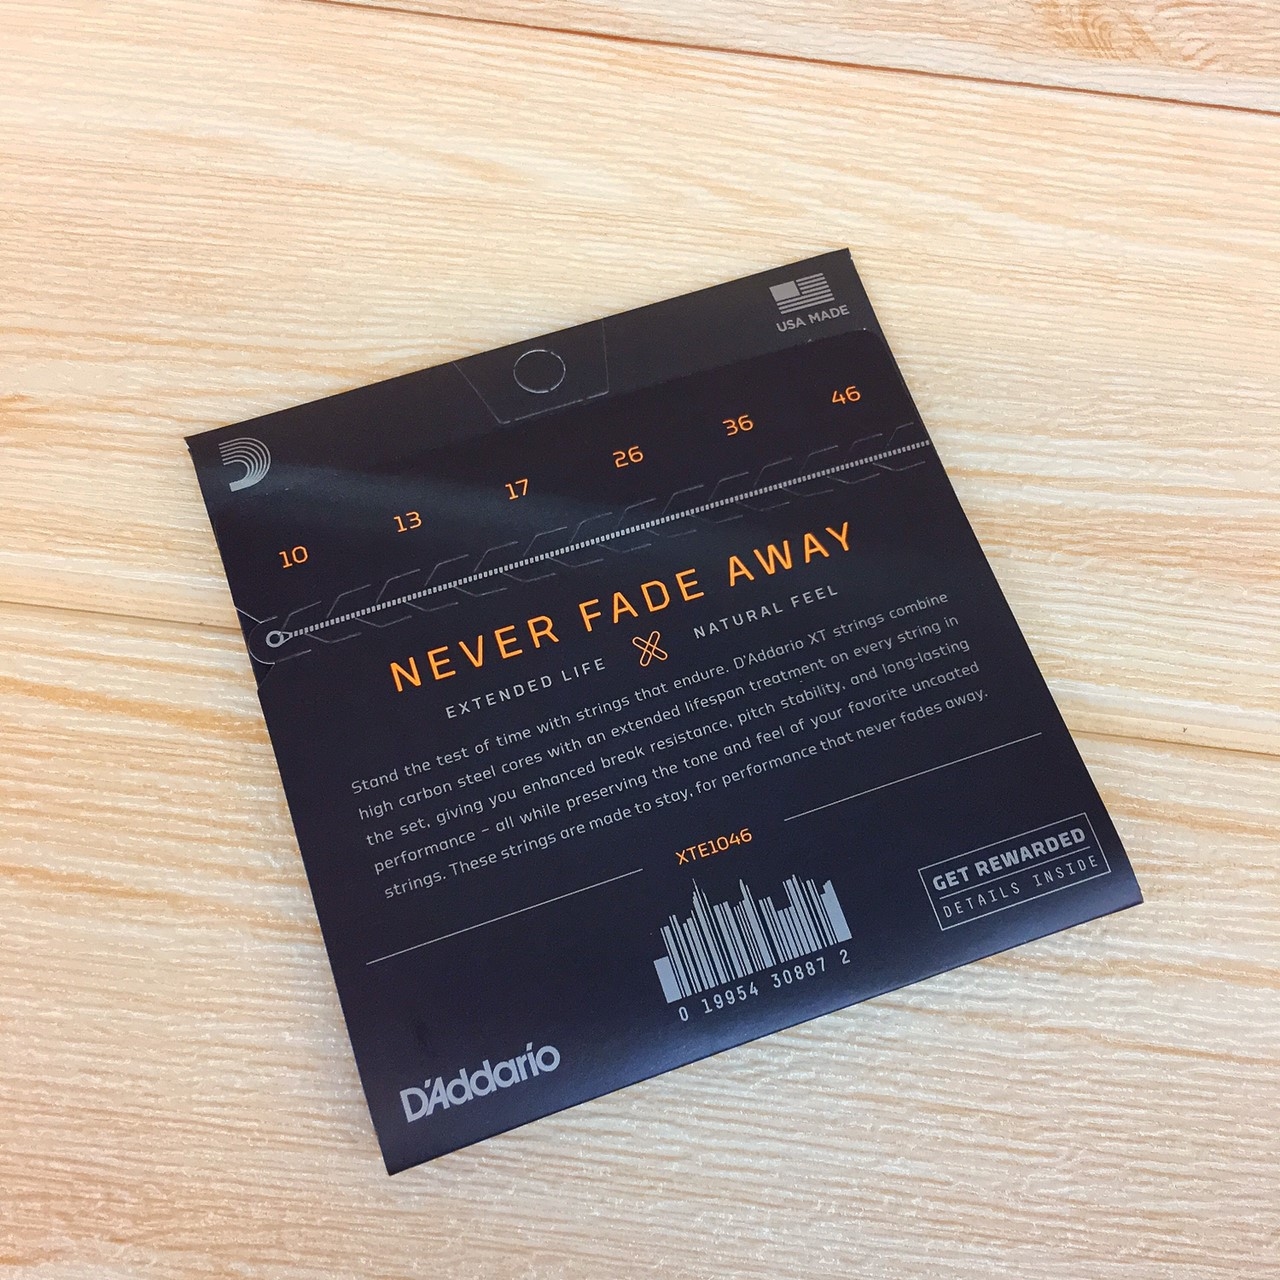 USA MADE
10 13 17 26 36 46
NEVER FADE AWAY
EXTENDED LIFE NATURAL FEEL
Stand the test of time with strings that endure. D'Addario XT strings combine
high carbon steel cores with an extended lifespan treatment on every string in
the set, giving you enhanced break resistance, pitch stability, and long-lasting
performance – all while preserving the tone and feel of your favorite uncoated
strings. These strings are made to stay, for performance that never fades away.
XTE1046
0 19954 30887 2
GET REWARDED
DETAILS INSIDE
D'Addario